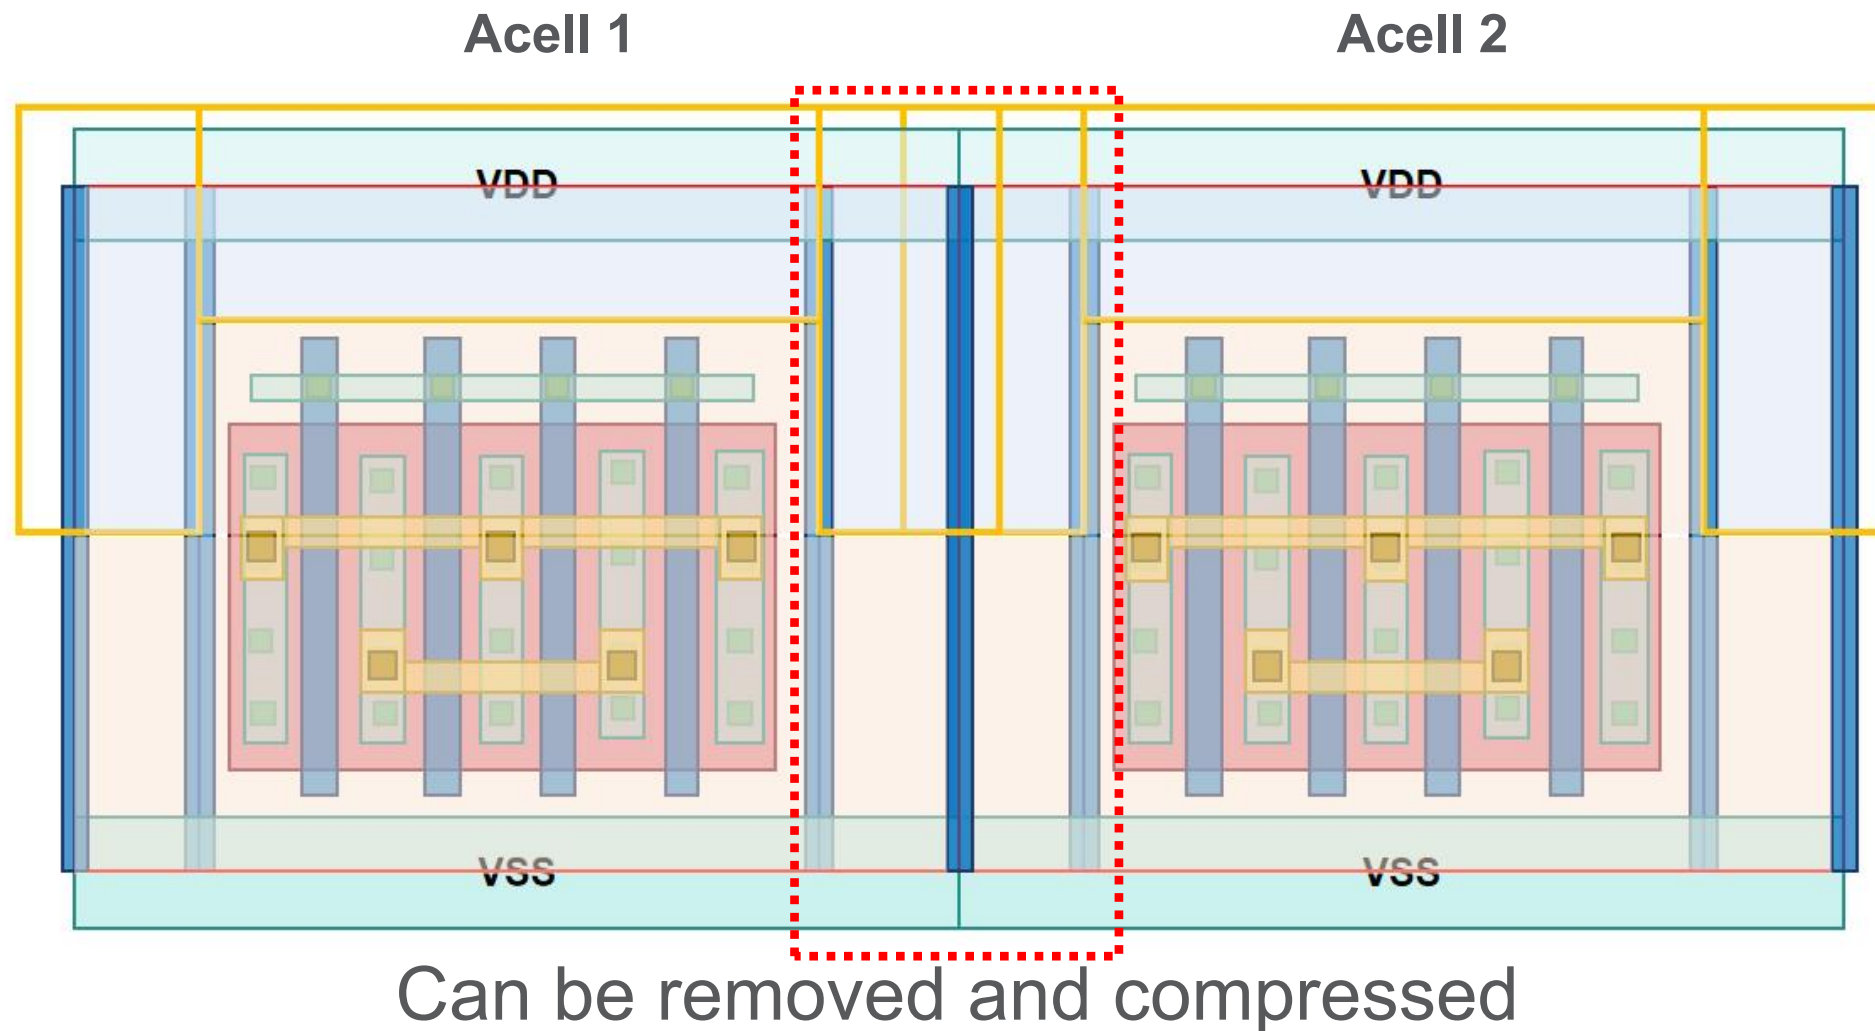 Acell 1
Acell 2
VDD
VDD
VSS
VSS
Can be removed and compressed